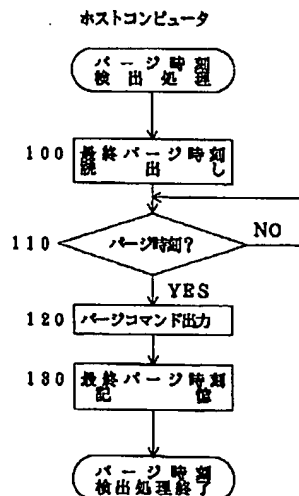 ホストコンピュータ
パージ時刻
検出処理
100
最終パージ時刻
読出し
110
パージ時刻?
NO
YES
120
パージコマンド出力
130
最終パージ時刻
記憶
パージ時刻
検出処理終了